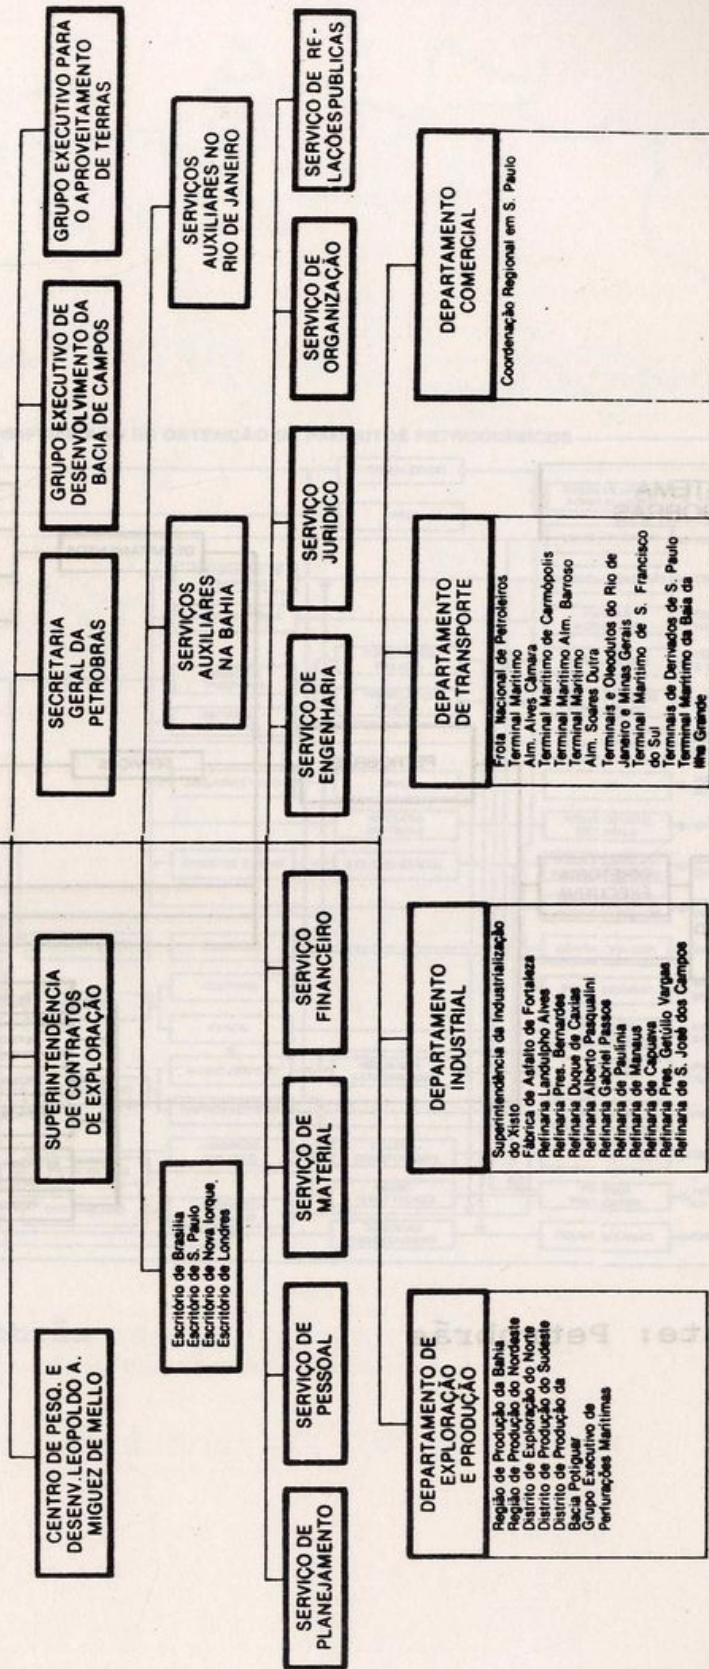 CENTRO DE PESQ. E
DESENV. LEOPOLDO A.
MIGUEZ DE MELLO
SUPERINTENDÊNCIA
DE CONTRATOS
DE EXPLORAÇÃO
SECRETARIA
GERAL DA
PETROBRÁS
GRUPO EXECUTIVO DE
DESENVOLVIMENTO DA
BACIA DE CAMPOS
GRUPO EXECUTIVO PARA
O APROVEITAMENTO
DE TERRAS
Escritório de Brasília
Escritório de S. Paulo
Escritório de Nova Iorque
Escritório de Londres
SERVIÇOS
AUXILIARES
NA BAHIA
SERVIÇOS
AUXILIARES NO
RIO DE JANEIRO
SERVIÇO DE
PLANEJAMENTO
SERVIÇO DE
PESSOAL
SERVIÇO DE
MATERIAL
SERVIÇO
FINANCEIRO
SERVIÇO DE
ENGENHARIA
SERVIÇO
JURÍDICO
SERVIÇO DE
ORGANIZAÇÃO
SERVIÇO DE RE-
LAÇÕES PUBLICAS
DEPARTAMENTO DE
EXPLORAÇÃO
E PRODUÇÃO
Região de Produção da Bahia
Região de Produção do Nordeste
Distrito de Exploração do Norte
Distrito de Produção do Sudeste
Distrito de Produção da
Bacia Potiguar
Grupo Executivo de
Perfurações Marítimas
DEPARTAMENTO
INDUSTRIAL
Superintendência da Industrialização
do Xisto
Fábrica de Asfalto de Fortaleza
Refinaria Landulpho Alves
Refinaria Pres. Bernardes
Refinaria Duque de Caxias
Refinaria Alberto Pasqualini
Refinaria Gabriel Passos
Refinaria de Paulínia
Refinaria de Manaus
Refinaria de Capuava
Refinaria Pres. Getúlio Vargas
Refinaria de S. José dos Campos
DEPARTAMENTO
DE TRANSPORTE
Frota Nacional de Petroleiros
Terminal Marítimo
Alm. Alves Câmara
Terminal Marítimo de Carmópolis
Terminal Marítimo Alm. Barroso
Terminal Marítimo
Alm. Soares Dutra
Terminais e Oleodutos do Rio de
Janeiro e Minas Gerais
Terminal Marítimo de S. Francisco
do Sul
Terminais de Derivados de S. Paulo
Terminal Marítimo da Baia da
Ilha Grande
DEPARTAMENTO
COMERCIAL
Coordenação Regional em S. Paulo